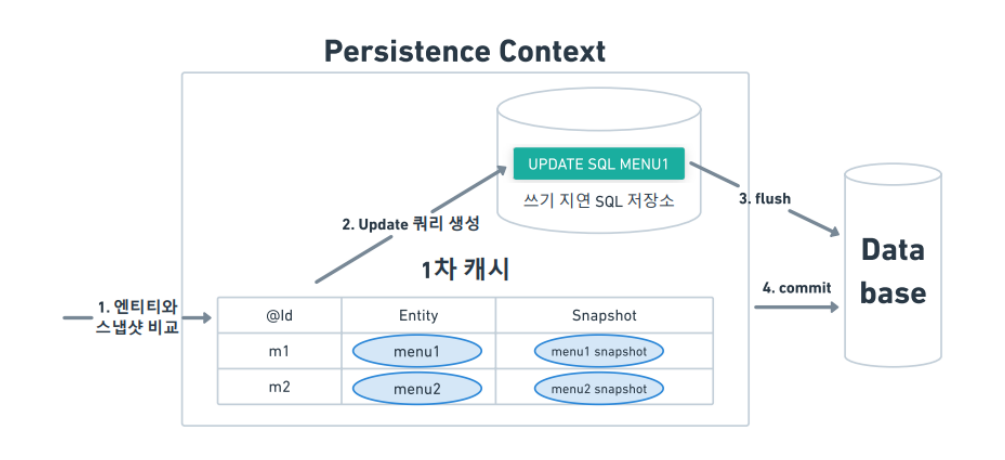 Persistence Context
UPDATE SQL MENU1
쓰기 지연 SQL 저장소
3. flush
2. Update 쿼리 생성
1차 캐시
Data
base
4. commit
1. 엔티티와
스냅샷 비교
@Id Entity Snapshot
m1 menu1 menu1 snapshot
m2 menu2 menu2 snapshot